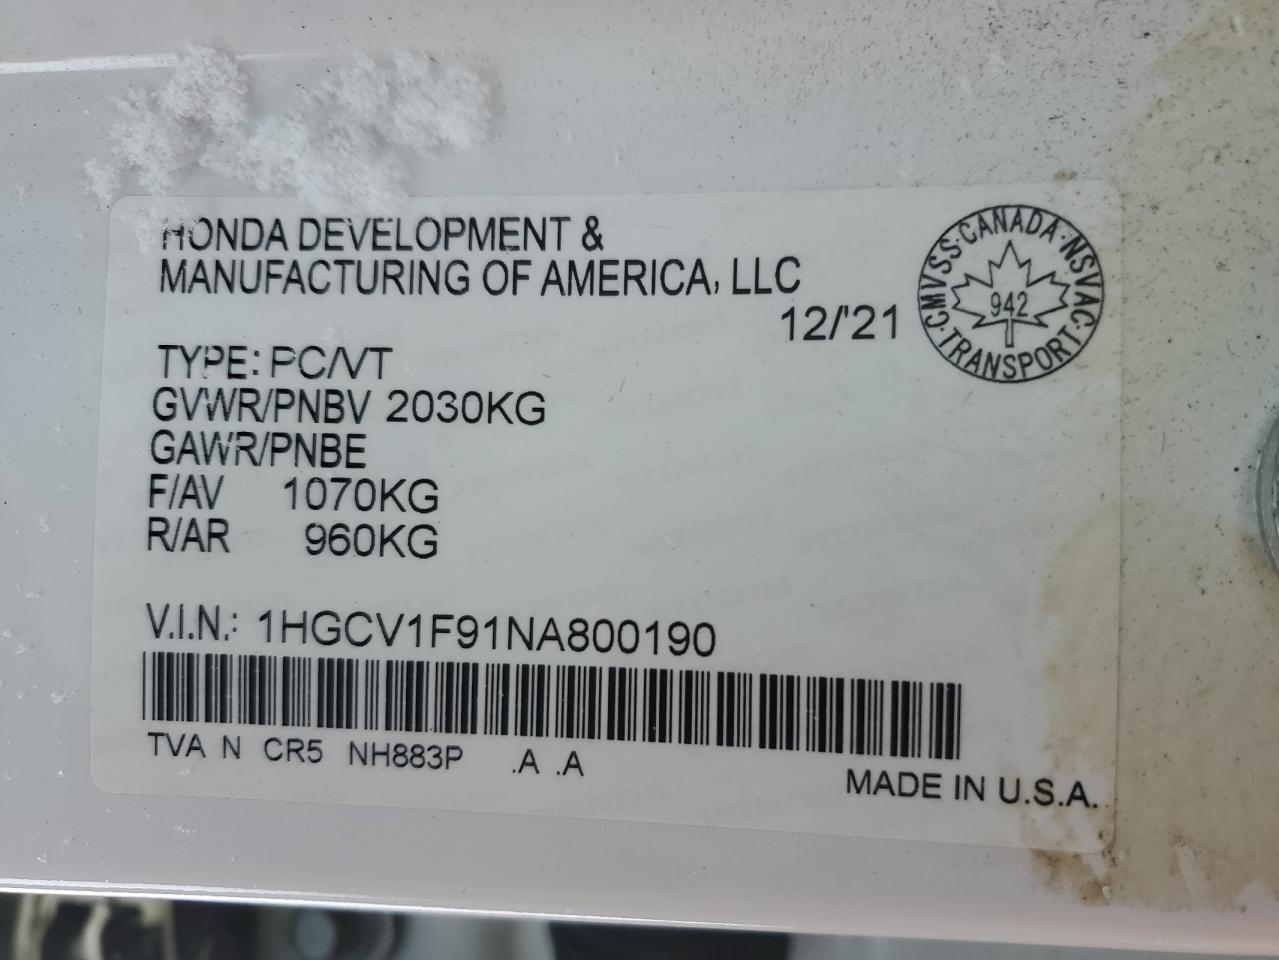 HONDA DEVELOPMENT &
MANUFACTURING OF AMERICA, LLC
12/'21
CMVSS·CANADA·NSVAC·TRANSPORT·
942
TYPE: PC/VT
GVWR/PNBV 2030KG
GAWR/PNBE
F/AV 1070KG
R/AR 960KG
V.I.N.: 1HGCV1F91NA800190
TVA N CR5 NH883P .A .A
MADE IN U.S.A.